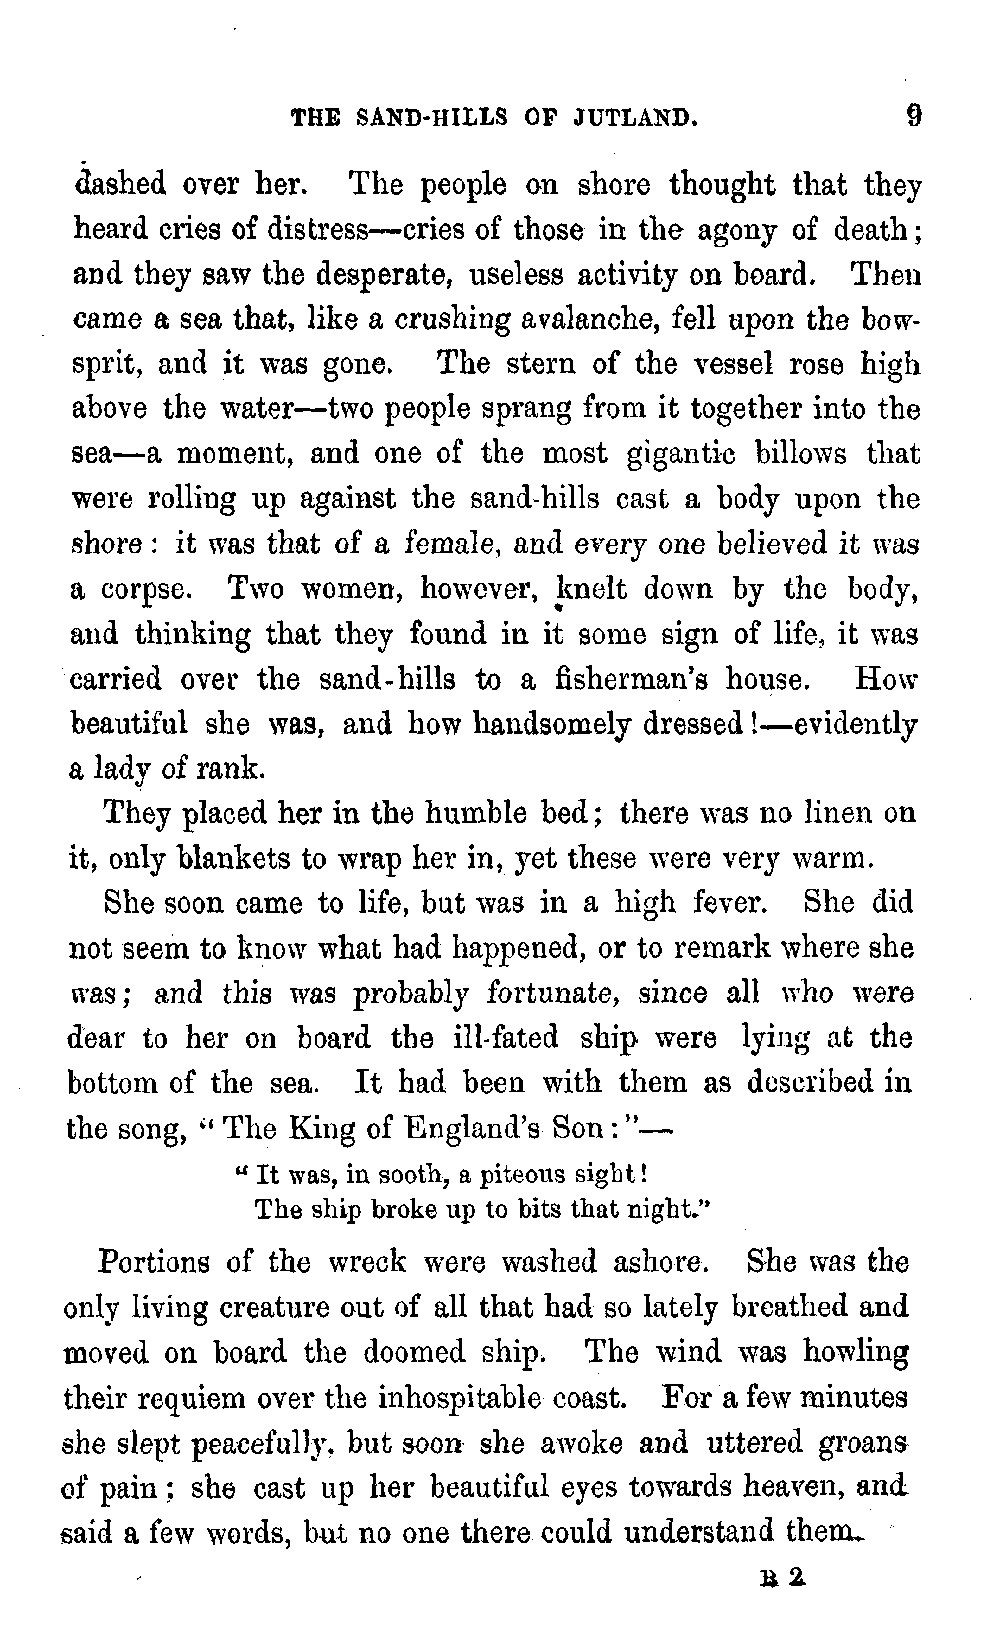 THE SAND-HILLS OF JUTLAND. 9
dashed over her. The people on shore thought that they
heard cries of distress—cries of those in the agony of death;
and they saw the desperate, useless activity on board. Then
came a sea that, like a crushing avalanche, fell upon the bow-
sprit, and it was gone. The stern of the vessel rose high
above the water—two people sprang from it together into the
sea—a moment, and one of the most gigantic billows that
were rolling up against the sand-hills cast a body upon the
shore: it was that of a female, and every one believed it was
a corpse. Two women, however, knelt down by the body,
and thinking that they found in it some sign of life, it was
carried over the sand-hills to a fisherman's house. How
beautiful she was, and how handsomely dressed!—evidently
a lady of rank.
They placed her in the humble bed; there was no linen on
it, only blankets to wrap her in, yet these were very warm.
She soon came to life, but was in a high fever. She did
not seem to know what had happened, or to remark where she
was; and this was probably fortunate, since all who were
dear to her on board the ill-fated ship were lying at the
bottom of the sea. It had been with them as described in
the song, "The King of England's Son:"—
"It was, in sooth, a piteous sight!
The ship broke up to bits that night."
Portions of the wreck were washed ashore. She was the
only living creature out of all that had so lately breathed and
moved on board the doomed ship. The wind was howling
their requiem over the inhospitable coast. For a few minutes
she slept peacefully, but soon she awoke and uttered groans
of pain; she cast up her beautiful eyes towards heaven, and
said a few words, but no one there could understand them.
B 2